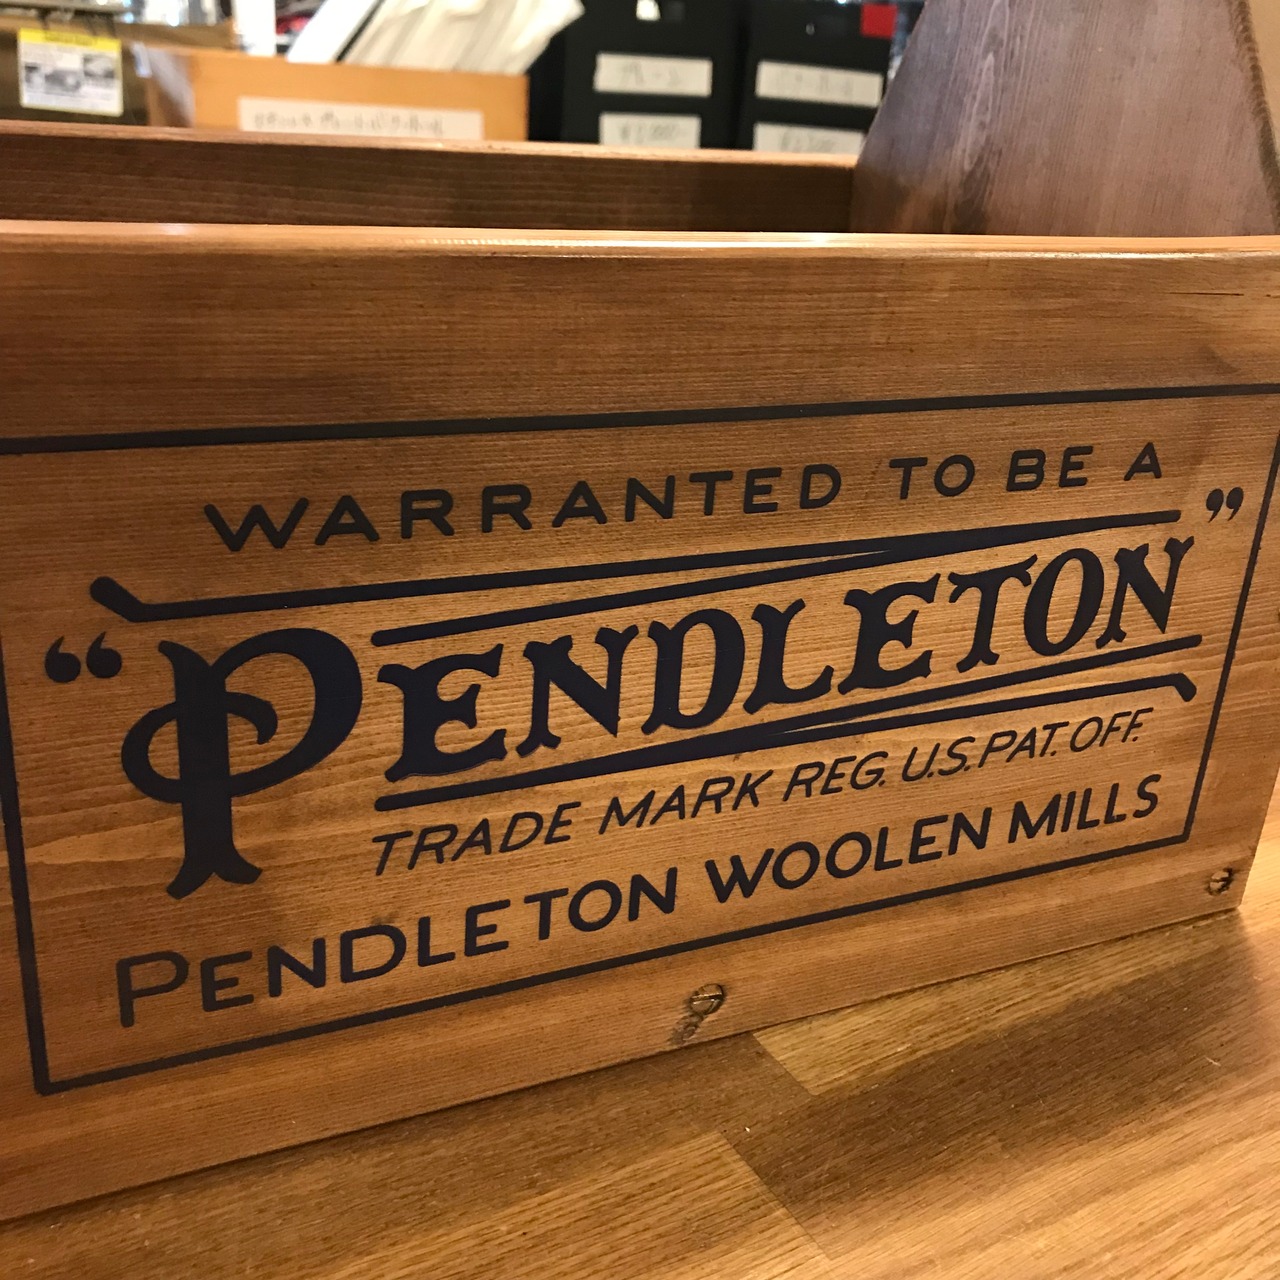 WARRANTED TO BE A
“PENDLETON”
TRADE MARK REG. U.S. PAT. OFF.
PENDLETON WOOLEN MILLS